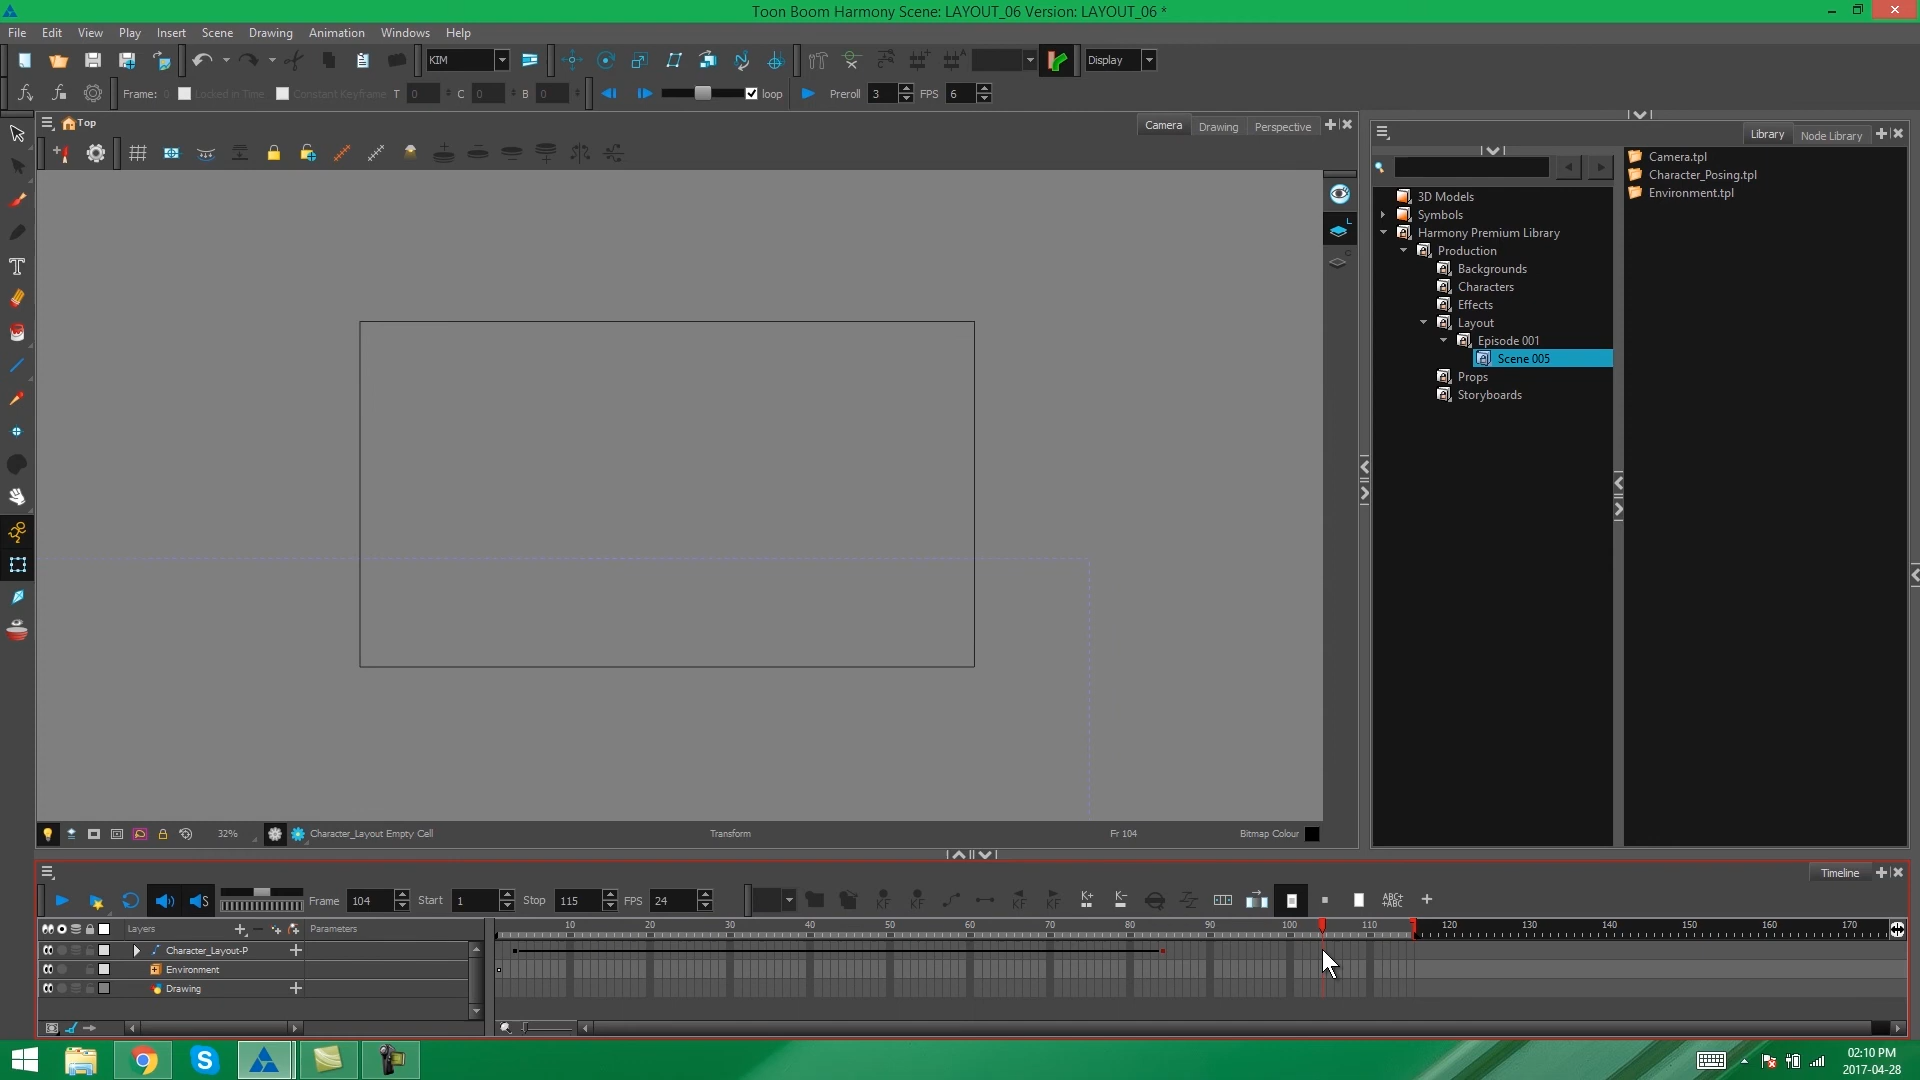 Toon Boom Harmony Scene: LAYOUT_06 Version: LAYOUT_06 *
File Edit View Play Insert Scene Drawing Animation Windows Help
KIM Display
Frame: 0 Locked in Time Constant Keyframe T 0 C 0 B 0 loop Preroll 3 FPS 6
Top Camera Drawing Perspective
Library Node Library
Camera.tpl
Character_Posing.tpl
Environment.tpl
3D Models
Symbols
Harmony Premium Library
Production
Backgrounds
Characters
Effects
Layout
Episode 001
Scene 005
Props
Storyboards
32% Character_Layout Empty Cell Transform Fr 104 Bitmap Colour
Timeline
Frame 104 Start 1 Stop 115 FPS 24
Layers Parameters
10 20 30 40 50 60 70 80 90 100 110 120 130 140 150 160 170
Character_Layout-P
Environment
Drawing
02:10 PM
2017-04-28